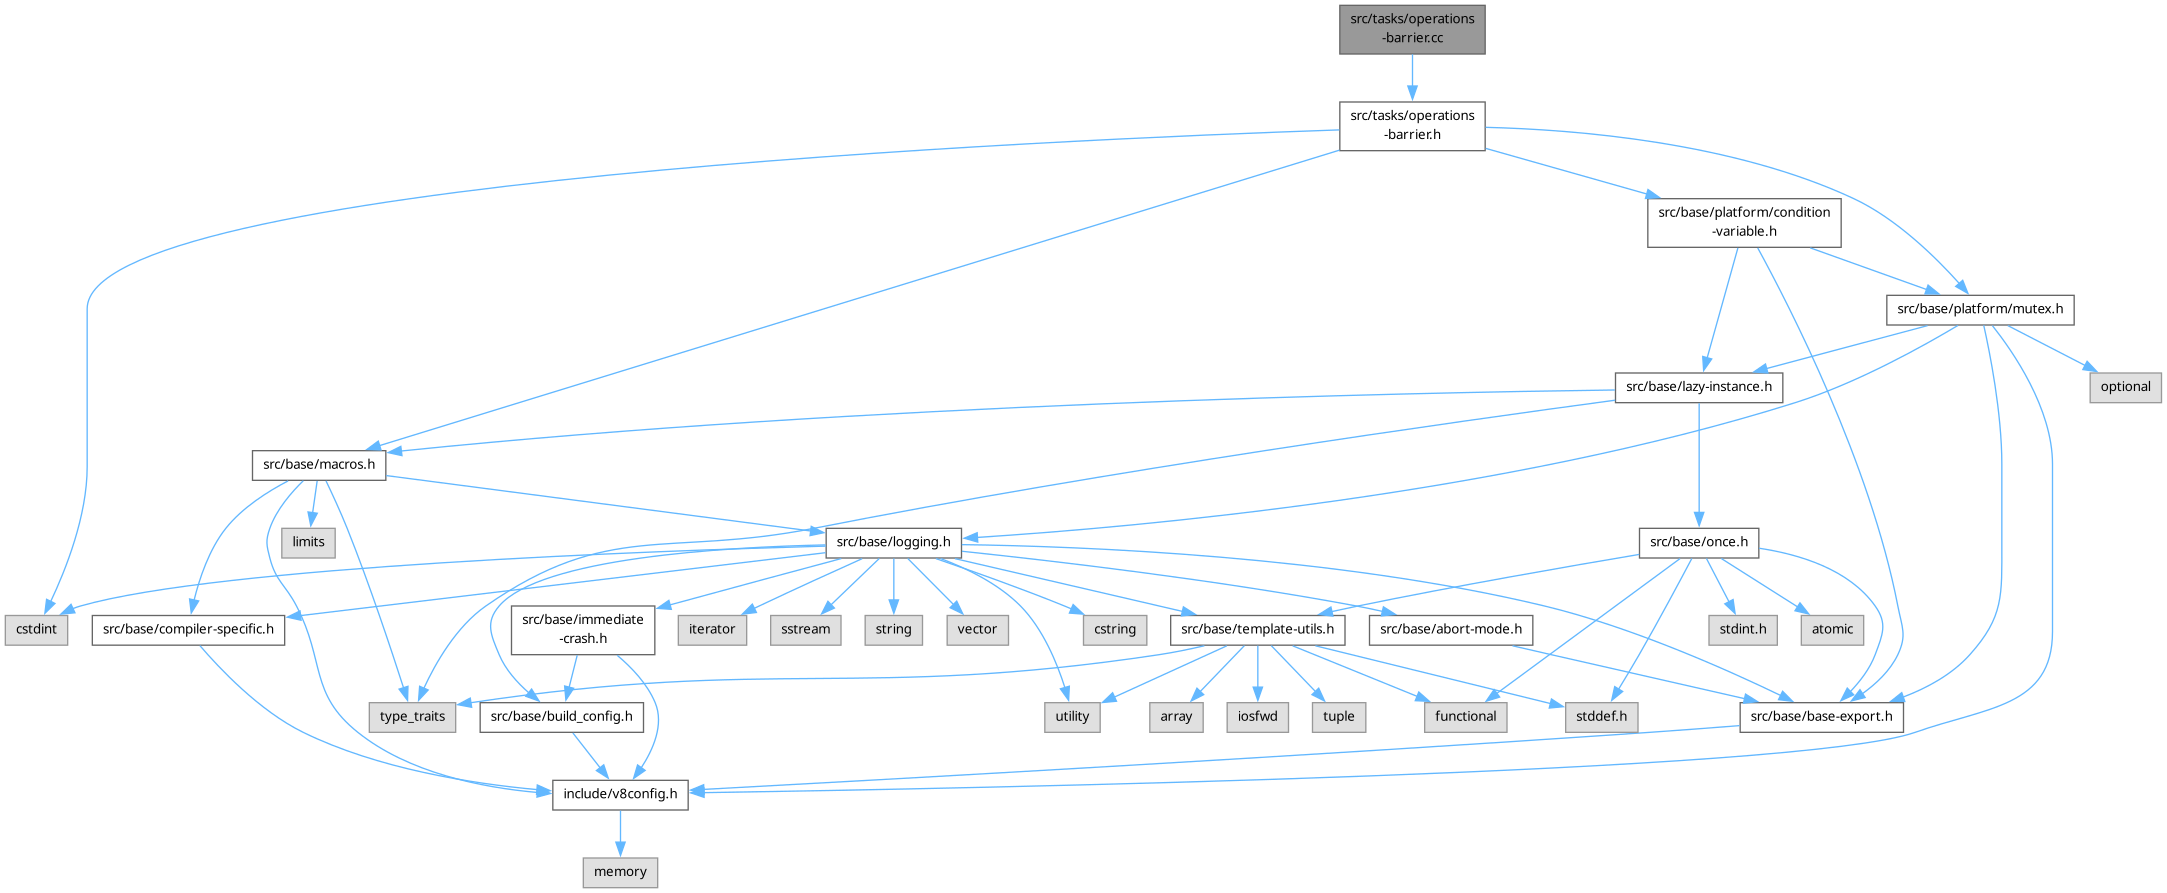 src/tasks/operations
-barrier.cc
src/tasks/operations
-barrier.h
src/base/platform/condition
-variable.h
src/base/platform/mutex.h
src/base/lazy-instance.h
optional
src/base/macros.h
limits
src/base/logging.h
src/base/once.h
cstdint
src/base/compiler-specific.h
src/base/immediate
-crash.h
iterator
sstream
string
vector
cstring
src/base/template-utils.h
src/base/abort-mode.h
stdint.h
atomic
type_traits
src/base/build_config.h
utility
array
iosfwd
tuple
functional
stddef.h
src/base/base-export.h
include/v8config.h
memory